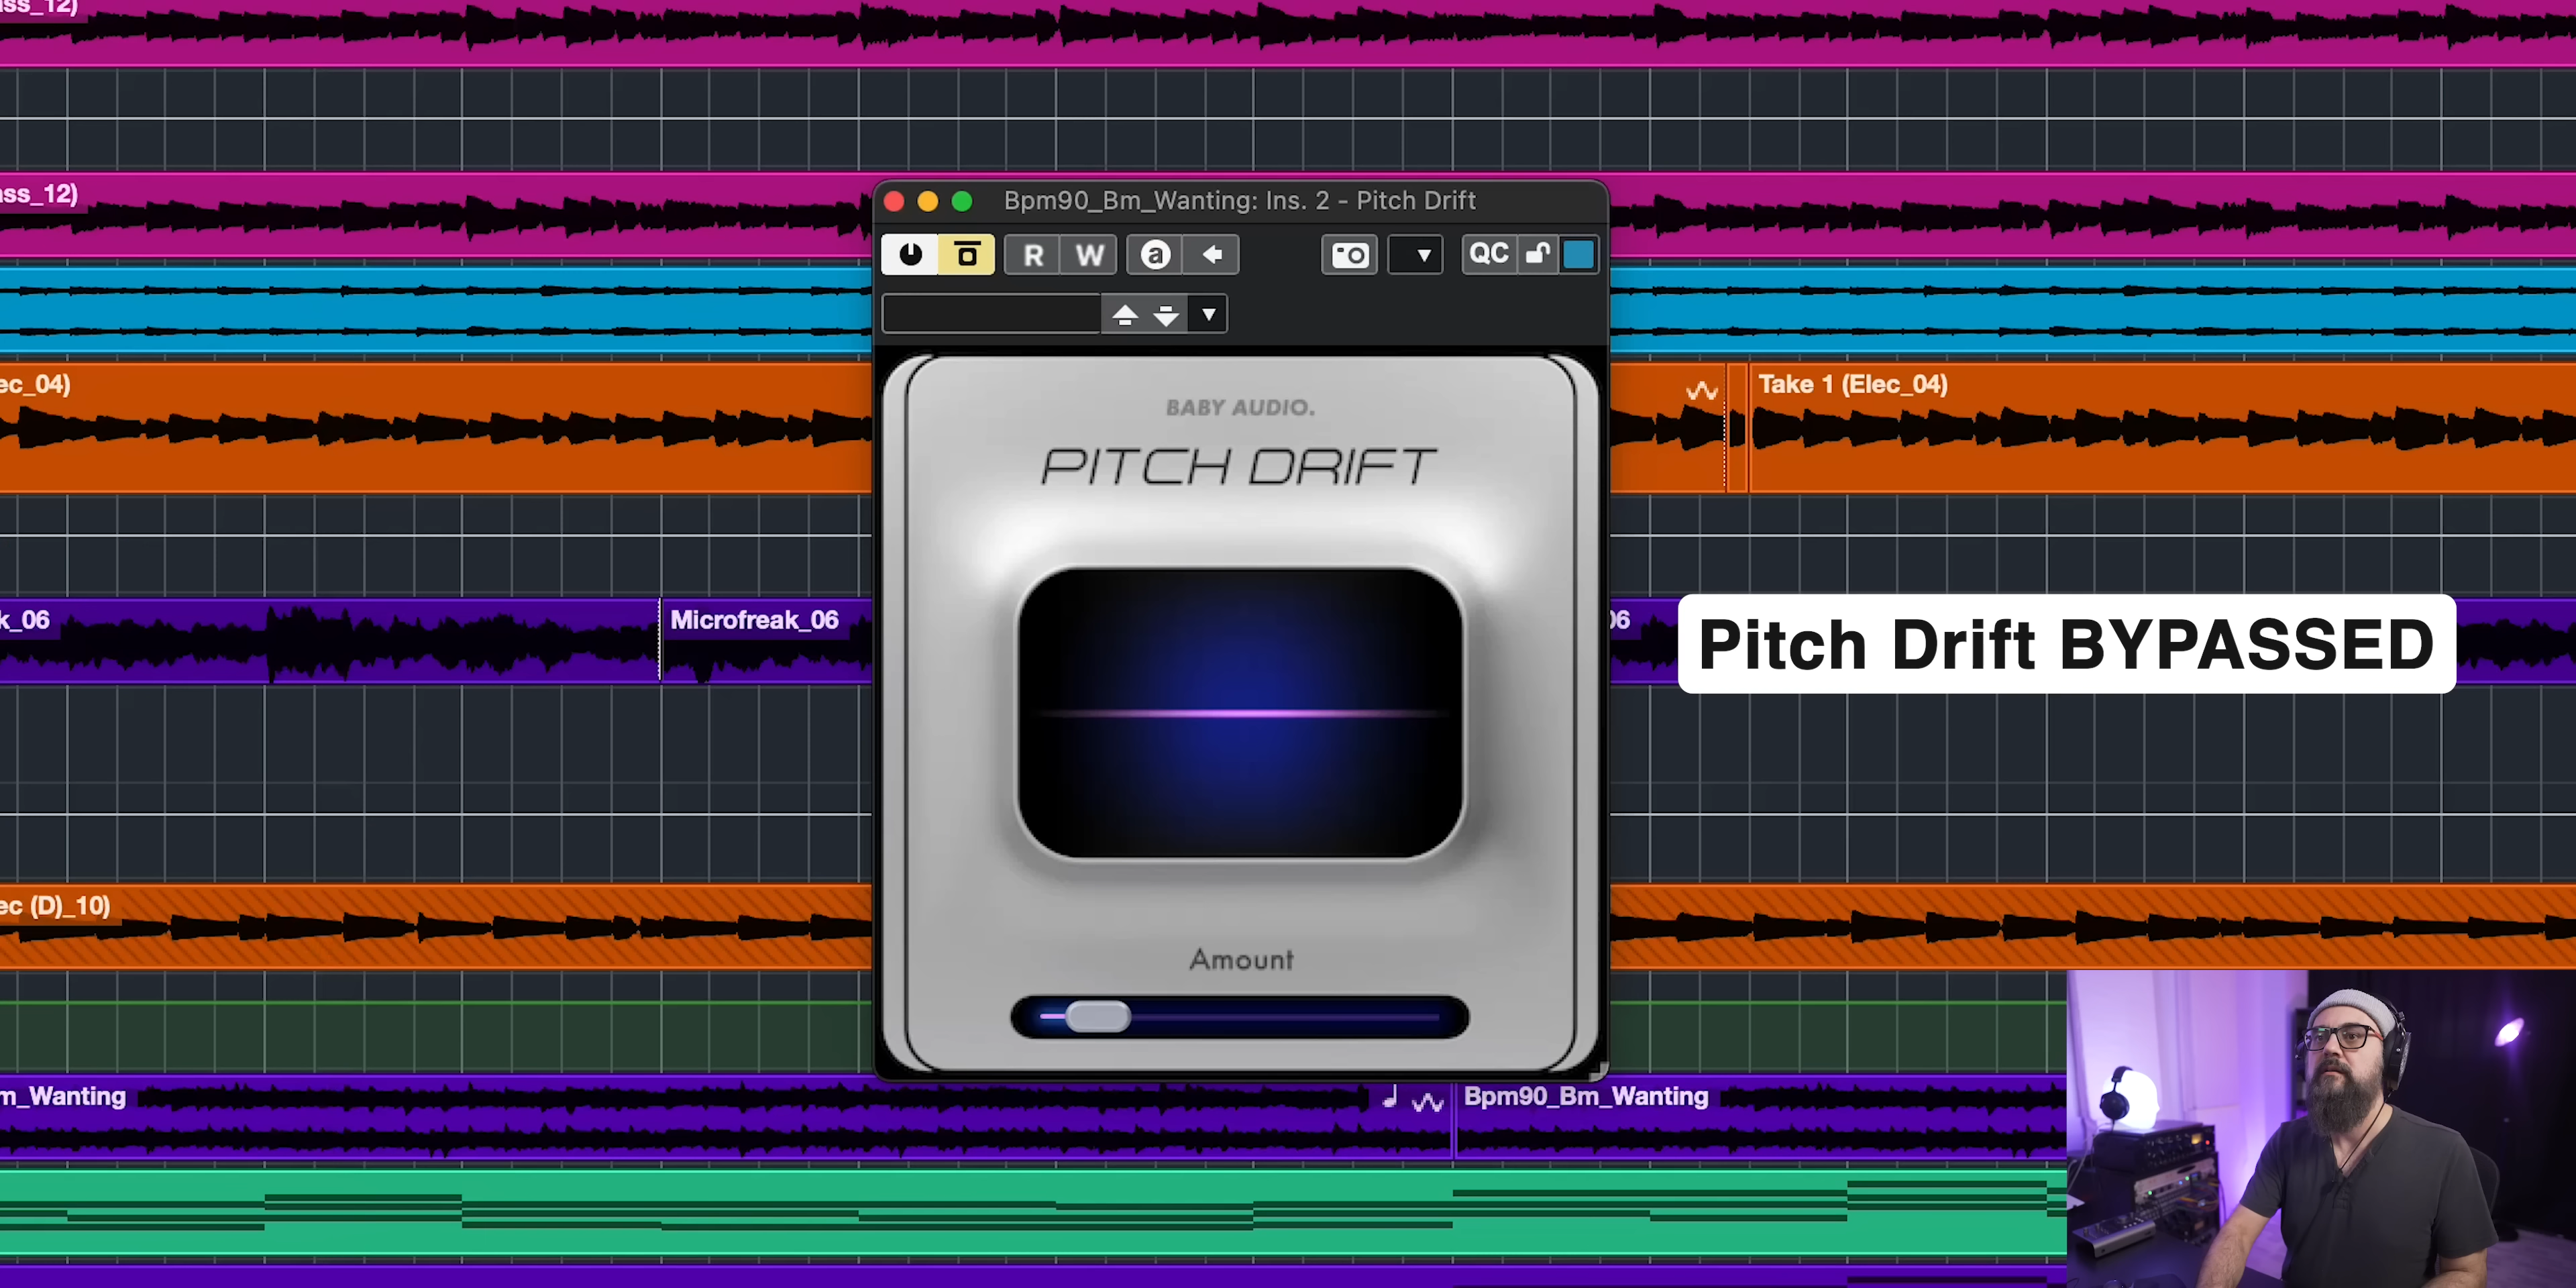 ss_12)
ss_12)
Bpm90_Bm_Wanting: Ins. 2 - Pitch Drift
R W a QC
ec_04)
Take 1 (Elec_04)
BABY AUDIO.
PITCH DRIFT
k_06
Microfreak_06
06
Pitch Drift BYPASSED
ec (D)_10)
Amount
m_Wanting
Bpm90_Bm_Wanting